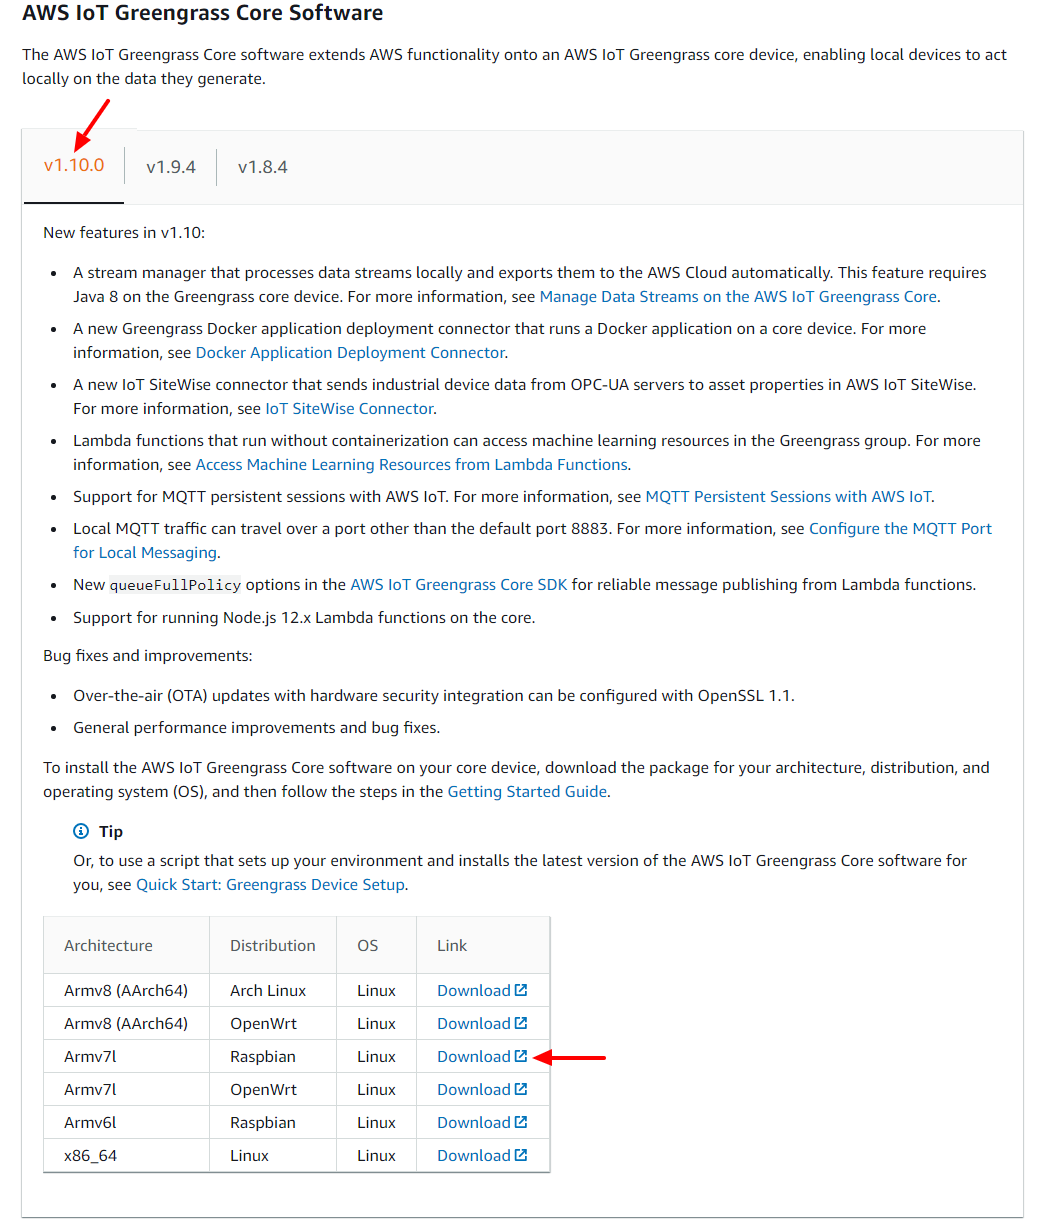 AWS IoT Greengrass Core Software
The AWS IoT Greengrass Core software extends AWS functionality onto an AWS IoT Greengrass core device, enabling local devices to act
locally on the data they generate.
v1.10.0
v1.9.4
v1.8.4
New features in v1.10:
• A stream manager that processes data streams locally and exports them to the AWS Cloud automatically. This feature requires
Java 8 on the Greengrass core device. For more information, see Manage Data Streams on the AWS IoT Greengrass Core.
• A new Greengrass Docker application deployment connector that runs a Docker application on a core device. For more
information, see Docker Application Deployment Connector.
• A new IoT SiteWise connector that sends industrial device data from OPC-UA servers to asset properties in AWS IoT SiteWise.
For more information, see IoT SiteWise Connector.
• Lambda functions that run without containerization can access machine learning resources in the Greengrass group. For more
information, see Access Machine Learning Resources from Lambda Functions.
• Support for MQTT persistent sessions with AWS IoT. For more information, see MQTT Persistent Sessions with AWS IoT.
• Local MQTT traffic can travel over a port other than the default port 8883. For more information, see Configure the MQTT Port
for Local Messaging.
• New queueFullPolicy options in the AWS IoT Greengrass Core SDK for reliable message publishing from Lambda functions.
• Support for running Node.js 12.x Lambda functions on the core.
Bug fixes and improvements:
• Over-the-air (OTA) updates with hardware security integration can be configured with OpenSSL 1.1.
• General performance improvements and bug fixes.
To install the AWS IoT Greengrass Core software on your core device, download the package for your architecture, distribution, and
operating system (OS), and then follow the steps in the Getting Started Guide.
Tip
Or, to use a script that sets up your environment and installs the latest version of the AWS IoT Greengrass Core software for
you, see Quick Start: Greengrass Device Setup.
Architecture Distribution OS Link
Armv8 (AArch64) Arch Linux Linux Download
Armv8 (AArch64) OpenWrt Linux Download
Armv7l Raspbian Linux Download
Armv7l OpenWrt Linux Download
Armv6l Raspbian Linux Download
x86_64 Linux Linux Download